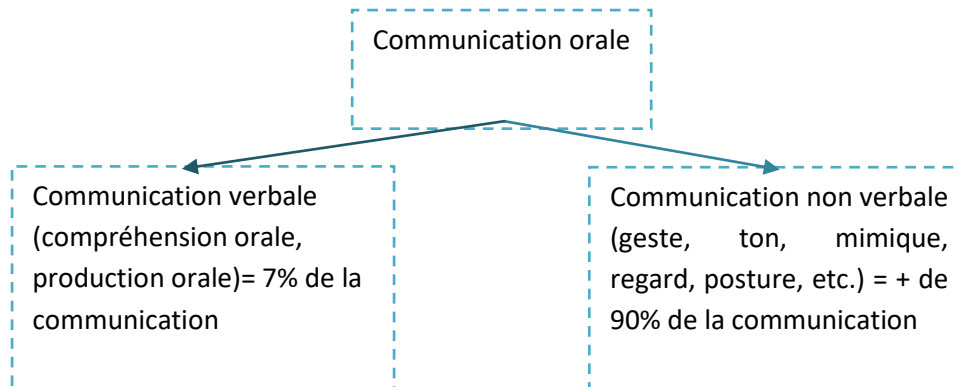 Communication orale
Communication verbale
(compréhension orale,
production orale)= 7% de la
communication
Communication non verbale
(geste, ton, mimique,
regard, posture, etc.) = + de
90% de la communication